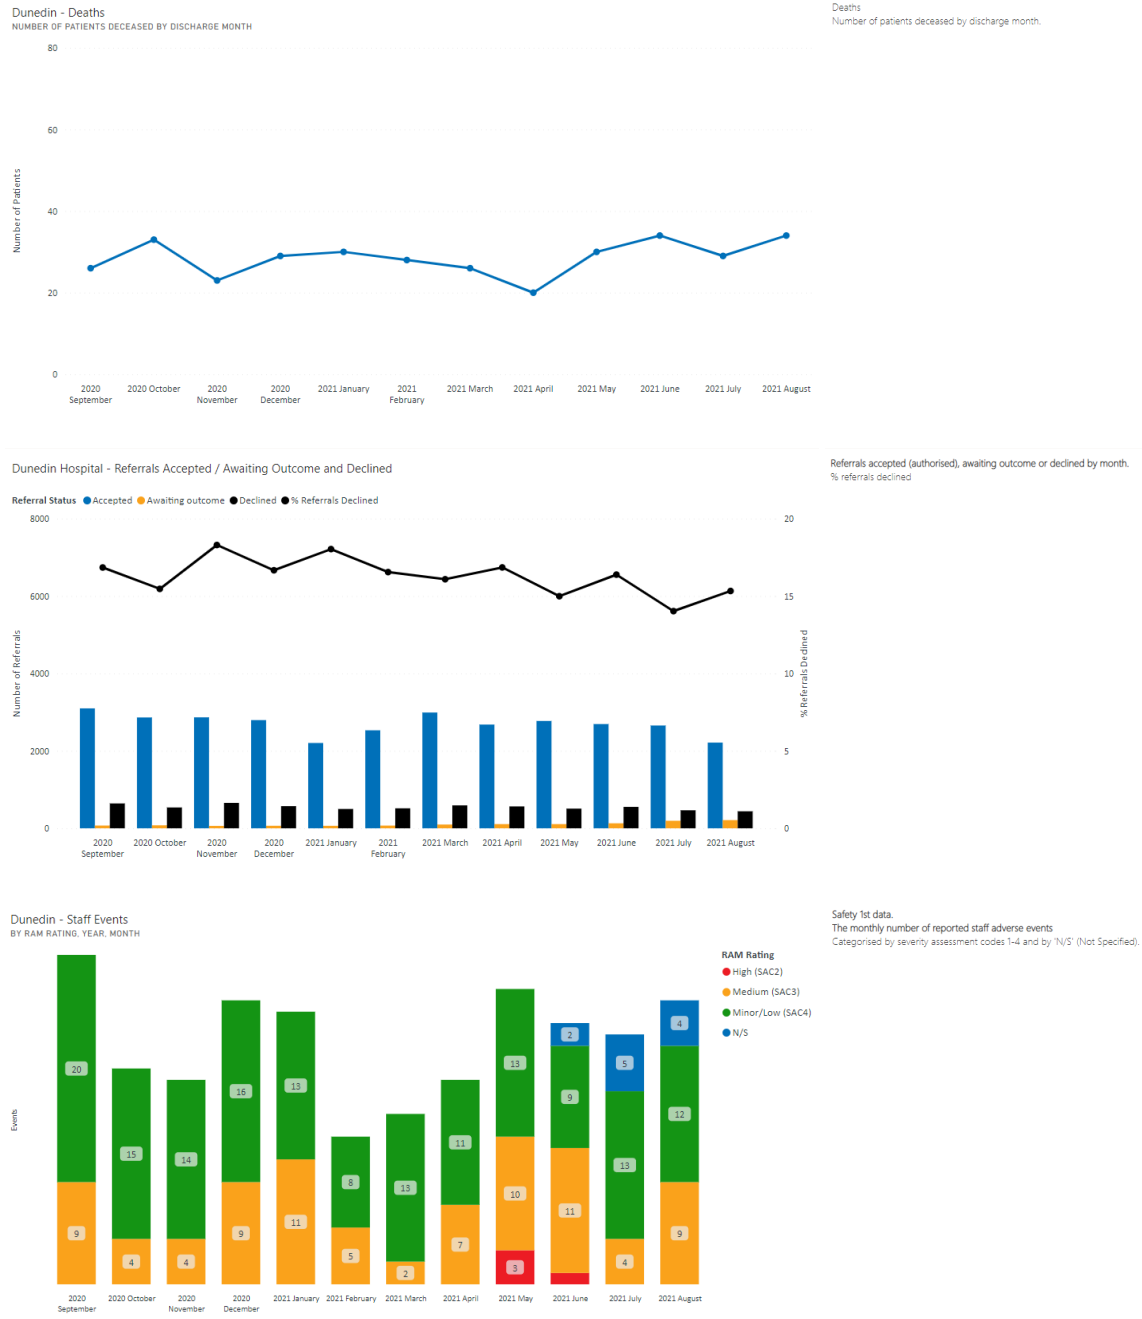 Dunedin - Deaths
NUMBER OF PATIENTS DECEASED BY DISCHARGE MONTH
Deaths
Number of patients deceased by discharge month.
80
60
40
20
0
Number of Patients
2020 September
2020 October
2020 November
2020 December
2021 January
2021 February
2021 March
2021 April
2021 May
2021 June
2021 July
2021 August
Dunedin Hospital - Referrals Accepted / Awaiting Outcome and Declined
Referrals accepted (authorised), awaiting outcome or declined by month.
% referrals declined
Referral Status Accepted Awaiting outcome Declined % Referrals Declined
8000
6000
4000
2000
0
Number of Referrals
20
15
10
5
0
% Referrals Declined
2020 September
2020 October
2020 November
2020 December
2021 January
2021 February
2021 March
2021 April
2021 May
2021 June
2021 July
2021 August
Dunedin - Staff Events
BY RAM RATING, YEAR, MONTH
Safety 1st data.
The monthly number of reported staff adverse events
Categorised by severity assessment codes 1-4 and by 'N/S' (Not Specified).
RAM Rating
High (SAC2)
Medium (SAC3)
Minor/Low (SAC4)
N/S
Events
20
9
15
4
14
4
16
9
13
11
8
5
13
2
11
7
13
10
3
2
9
11
5
13
4
4
12
9
2020 September
2020 October
2020 November
2020 December
2021 January
2021 February
2021 March
2021 April
2021 May
2021 June
2021 July
2021 August